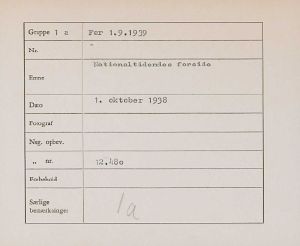 Gruppe 1 a Før 1.9.1939
Nr. -
Nationaltidendes forside
Emne
Dato 1. oktober 1938
Fotograf
Neg. opbev.
„ nr. 12.480
Forbehold
Særlige
bemærkninger
1a